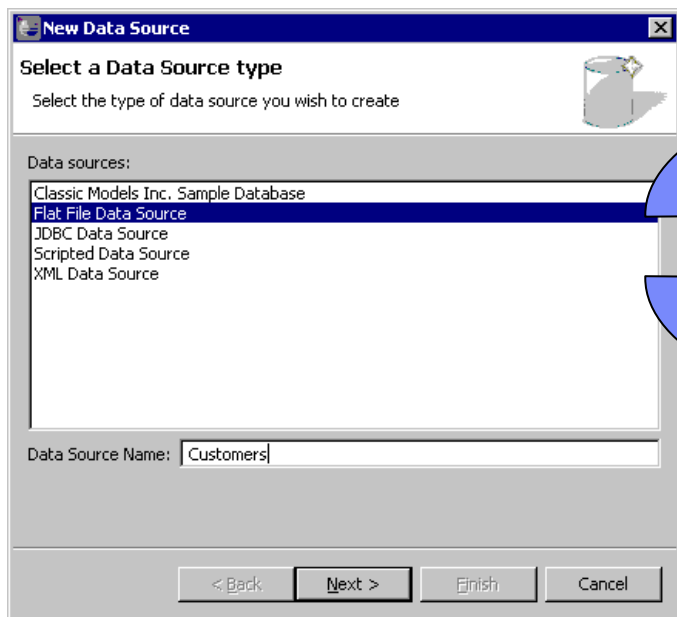 New Data Source
Select a Data Source type
Select the type of data source you wish to create
Data sources:
Classic Models Inc. Sample Database
Flat File Data Source
JDBC Data Source
Scripted Data Source
XML Data Source
Data Source Name: Customers
< Back Next > Finish Cancel